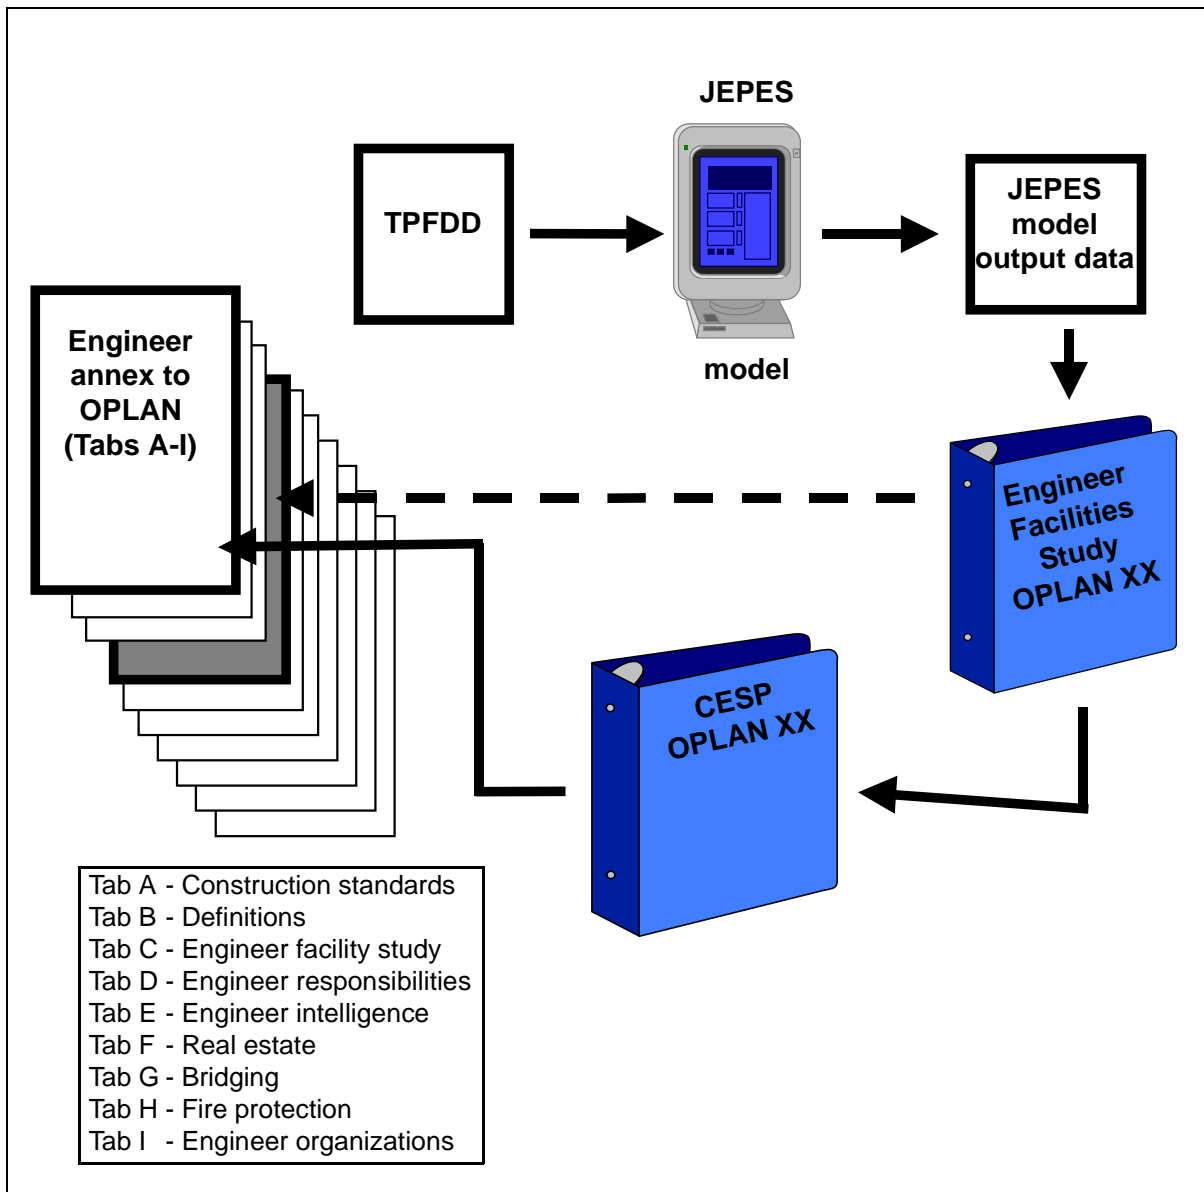 JEPES
TPFDD
JEPES
model
output data
model
Engineer
annex to
OPLAN
(Tabs A-I)
Engineer
Facilities
Study
OPLAN XX
CESP
OPLAN XX
Tab A - Construction standards
Tab B - Definitions
Tab C - Engineer facility study
Tab D - Engineer responsibilities
Tab E - Engineer intelligence
Tab F - Real estate
Tab G - Bridging
Tab H - Fire protection
Tab I - Engineer organizations